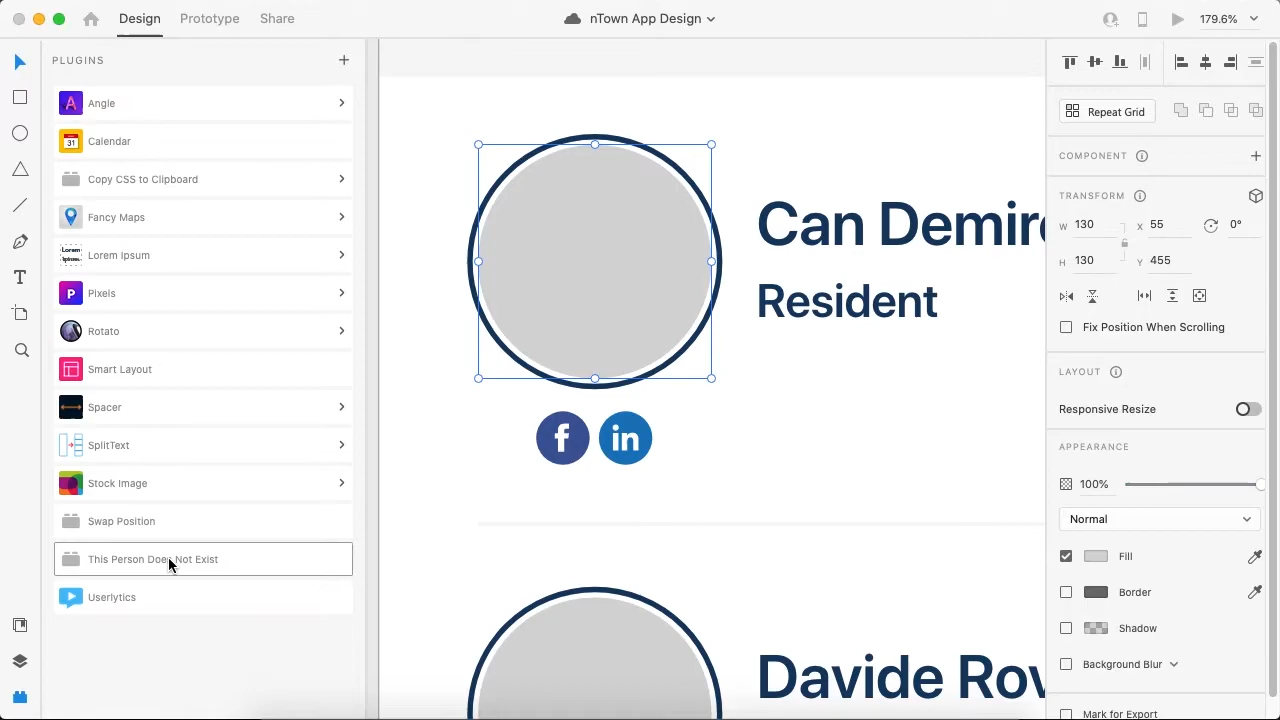 Design
Prototype
Share
nTown App Design
179.6%
PLUGINS
Angle
Calendar
Copy CSS to Clipboard
Fancy Maps
Lorem Ipsum
Pixels
Rotato
Smart Layout
Spacer
SplitText
Stock Image
Swap Position
This Person Does Not Exist
Userlytics
Can Demir
Resident
Davide Rov
Repeat Grid
COMPONENT
TRANSFORM
W 130 X 55 0°
H 130 Y 455
Fix Position When Scrolling
LAYOUT
Responsive Resize
APPEARANCE
100%
Normal
Fill
Border
Shadow
Background Blur
Mark for Export